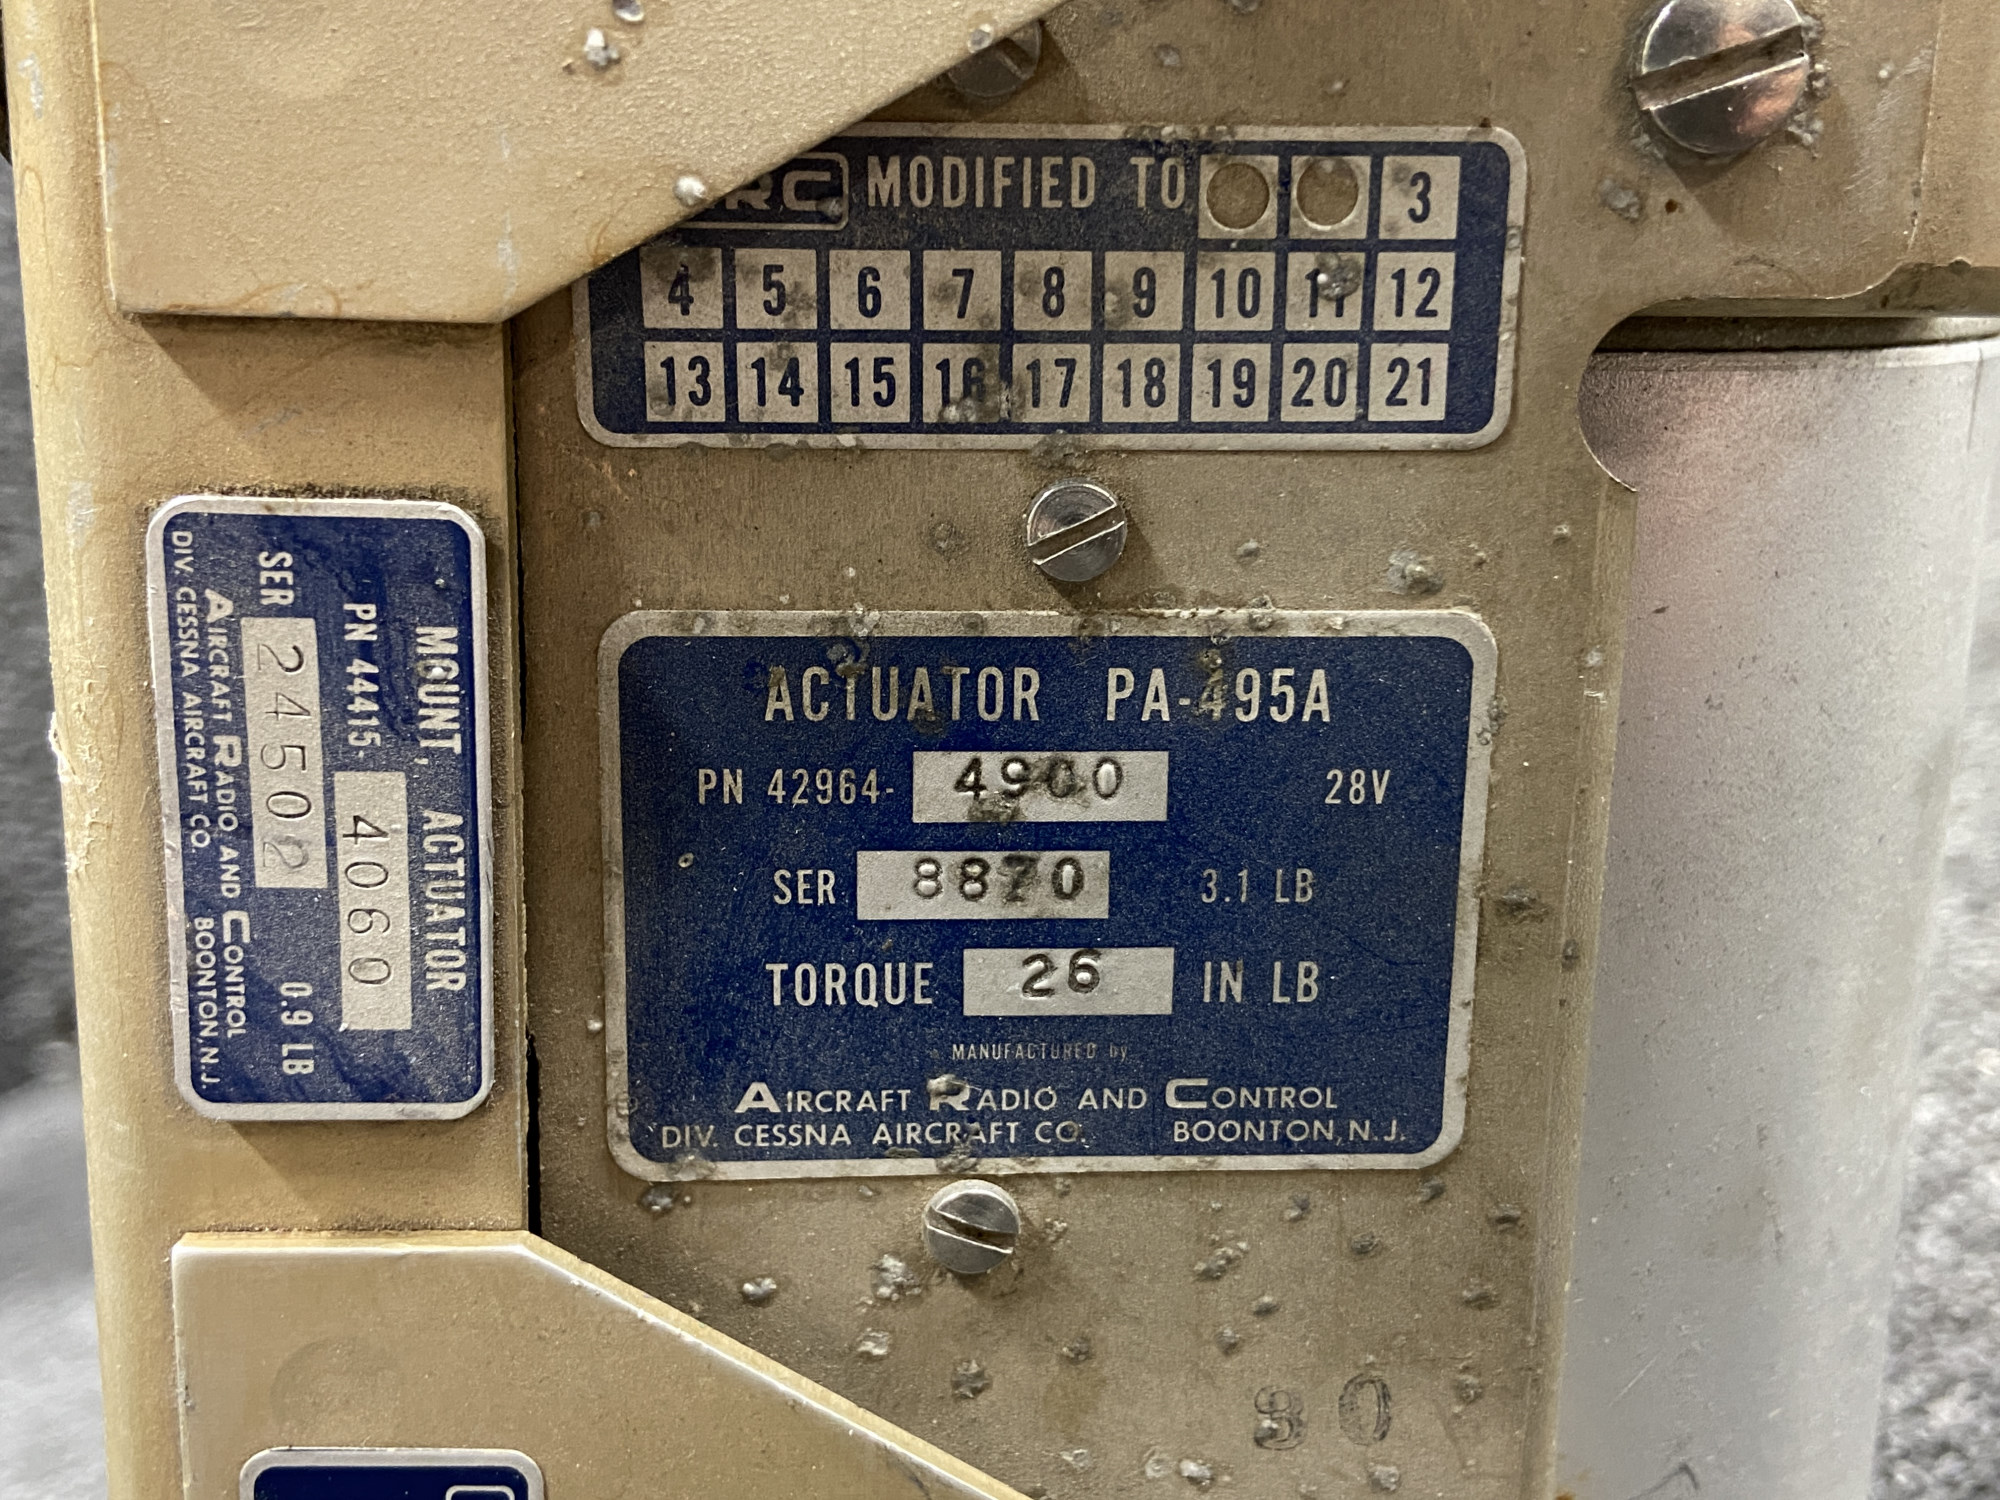 RC MODIFIED TO 3
4 5 6 7 8 9 10 11 12
13 14 15 16 17 18 19 20 21
MOUNT, ACTUATOR
PN 44415- 4060
SER 24502 0.9 LB
AIRCRAFT RADIO AND CONTROL
DIV. CESSNA AIRCRAFT CO. BOONTON, N.J.
ACTUATOR PA-495A
PN 42964- 4900 28V
SER 8870 3.1 LB
TORQUE 26 IN LB
MANUFACTURED by
AIRCRAFT RADIO AND CONTROL
DIV. CESSNA AIRCRAFT CO. BOONTON, N.J.
30